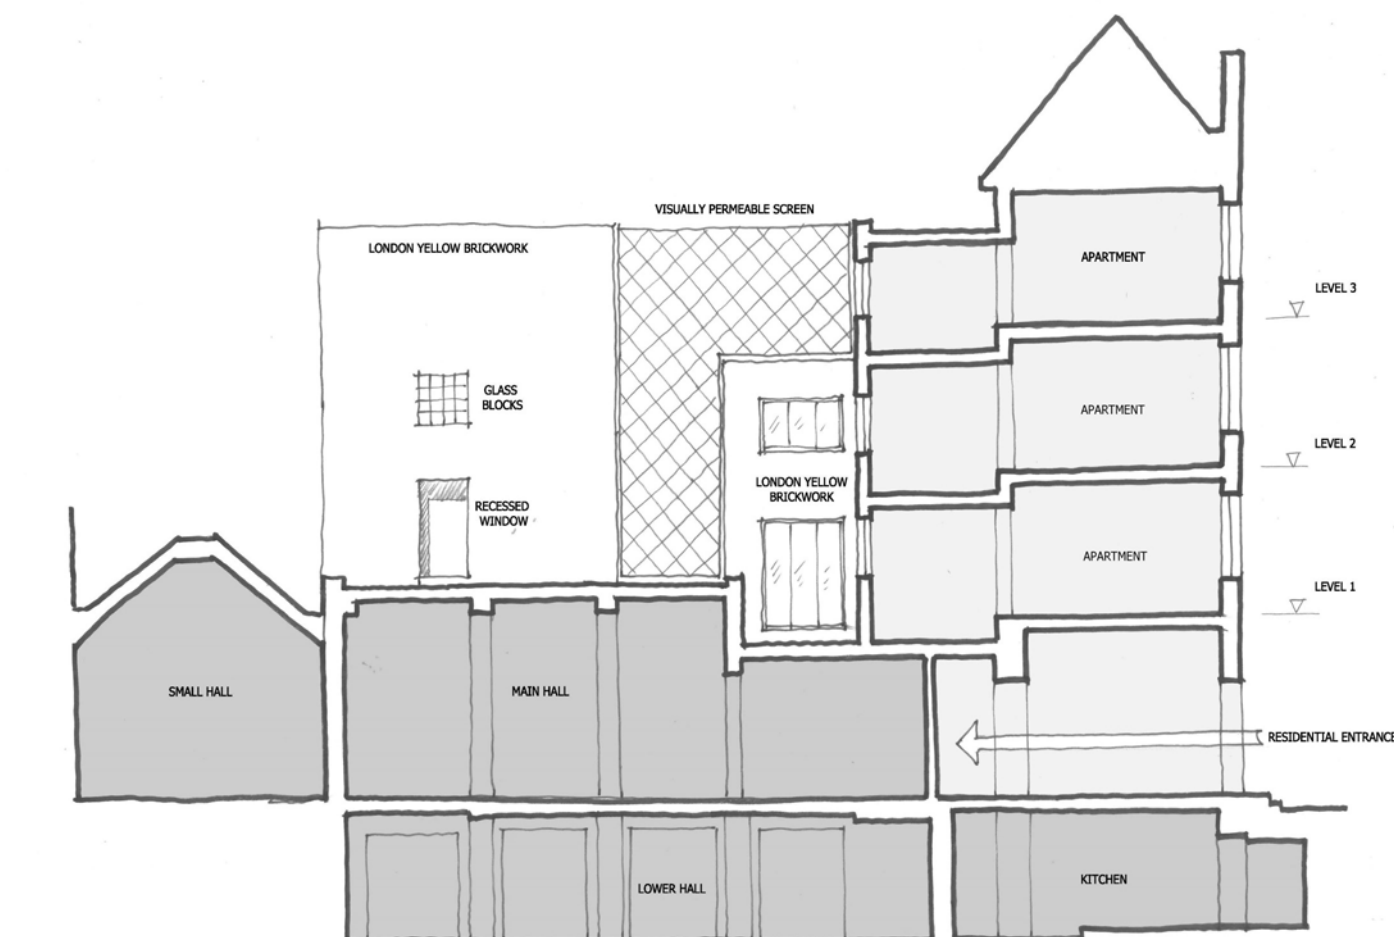 VISUALLY PERMEABLE SCREEN
LONDON YELLOW BRICKWORK
APARTMENT
LEVEL 3
GLASS
BLOCKS
APARTMENT
LEVEL 2
LONDON YELLOW
BRICKWORK
RECESSED
WINDOW
APARTMENT
LEVEL 1
SMALL HALL
MAIN HALL
RESIDENTIAL ENTRANCE
LOWER HALL
KITCHEN